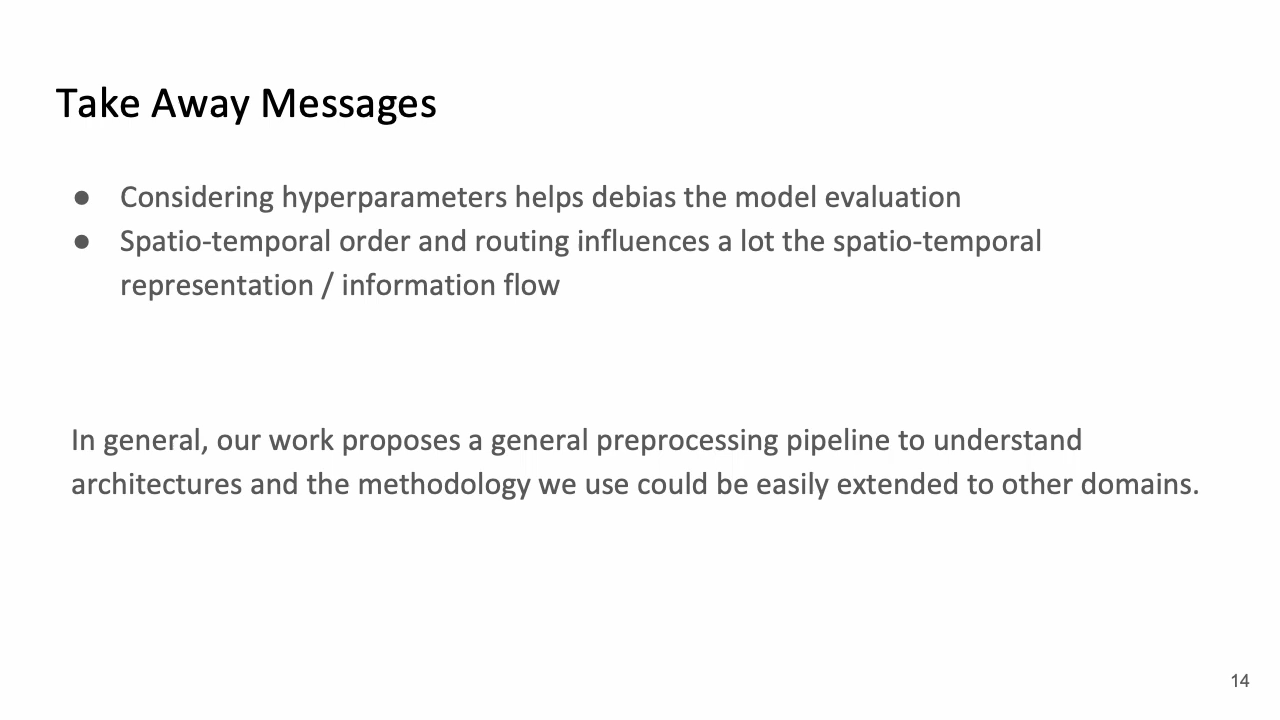 Take Away Messages
● Considering hyperparameters helps debias the model evaluation
● Spatio-temporal order and routing influences a lot the spatio-temporal
representation / information flow
In general, our work proposes a general preprocessing pipeline to understand
architectures and the methodology we use could be easily extended to other domains.
14